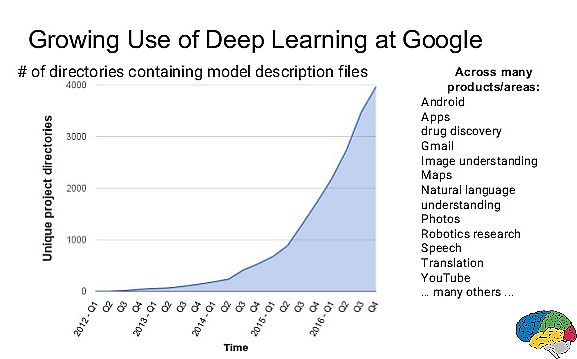 Growing Use of Deep Learning at Google
# of directories containing model description files
Unique project directories
4000
3000
2000
1000
0
2012 - Q1
Q2
Q3
Q4
2013 - Q1
Q2
Q3
Q4
2014 - Q1
Q2
Q3
Q4
2015 - Q1
Q2
Q3
Q4
2016 - Q1
Q2
Q3
Q4
Time
Across many
products/areas:
Android
Apps
drug discovery
Gmail
Image understanding
Maps
Natural language
understanding
Photos
Robotics research
Speech
Translation
YouTube
... many others ...